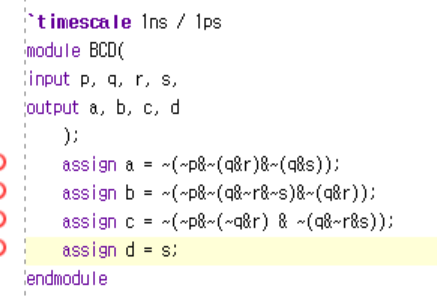 `timescale 1ns / 1ps
module BCD(
input p, q, r, s,
output a, b, c, d
);
assign a = ~(~p&~(q&r)&~(q&s));
assign b = ~(~p&~(q&~r&~s)&~(q&r));
assign c = ~(~p&~(~q&r) & ~(q&~r&s));
assign d = s;
endmodule